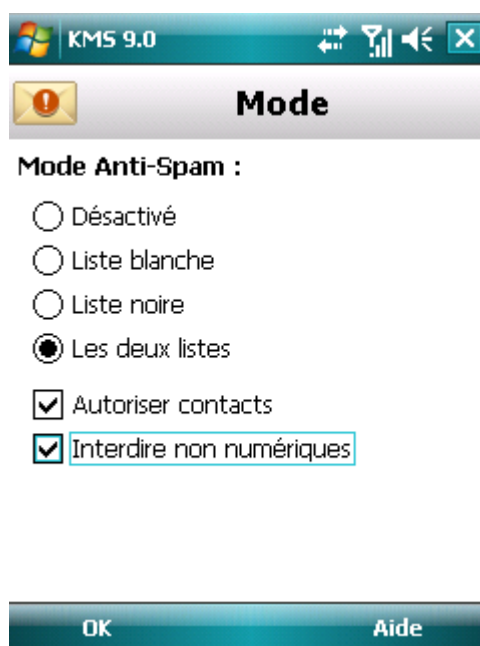 KMS 9.0
Mode
Mode Anti-Spam :
Désactivé
Liste blanche
Liste noire
Les deux listes
Autoriser contacts
Interdire non numériques
OK Aide